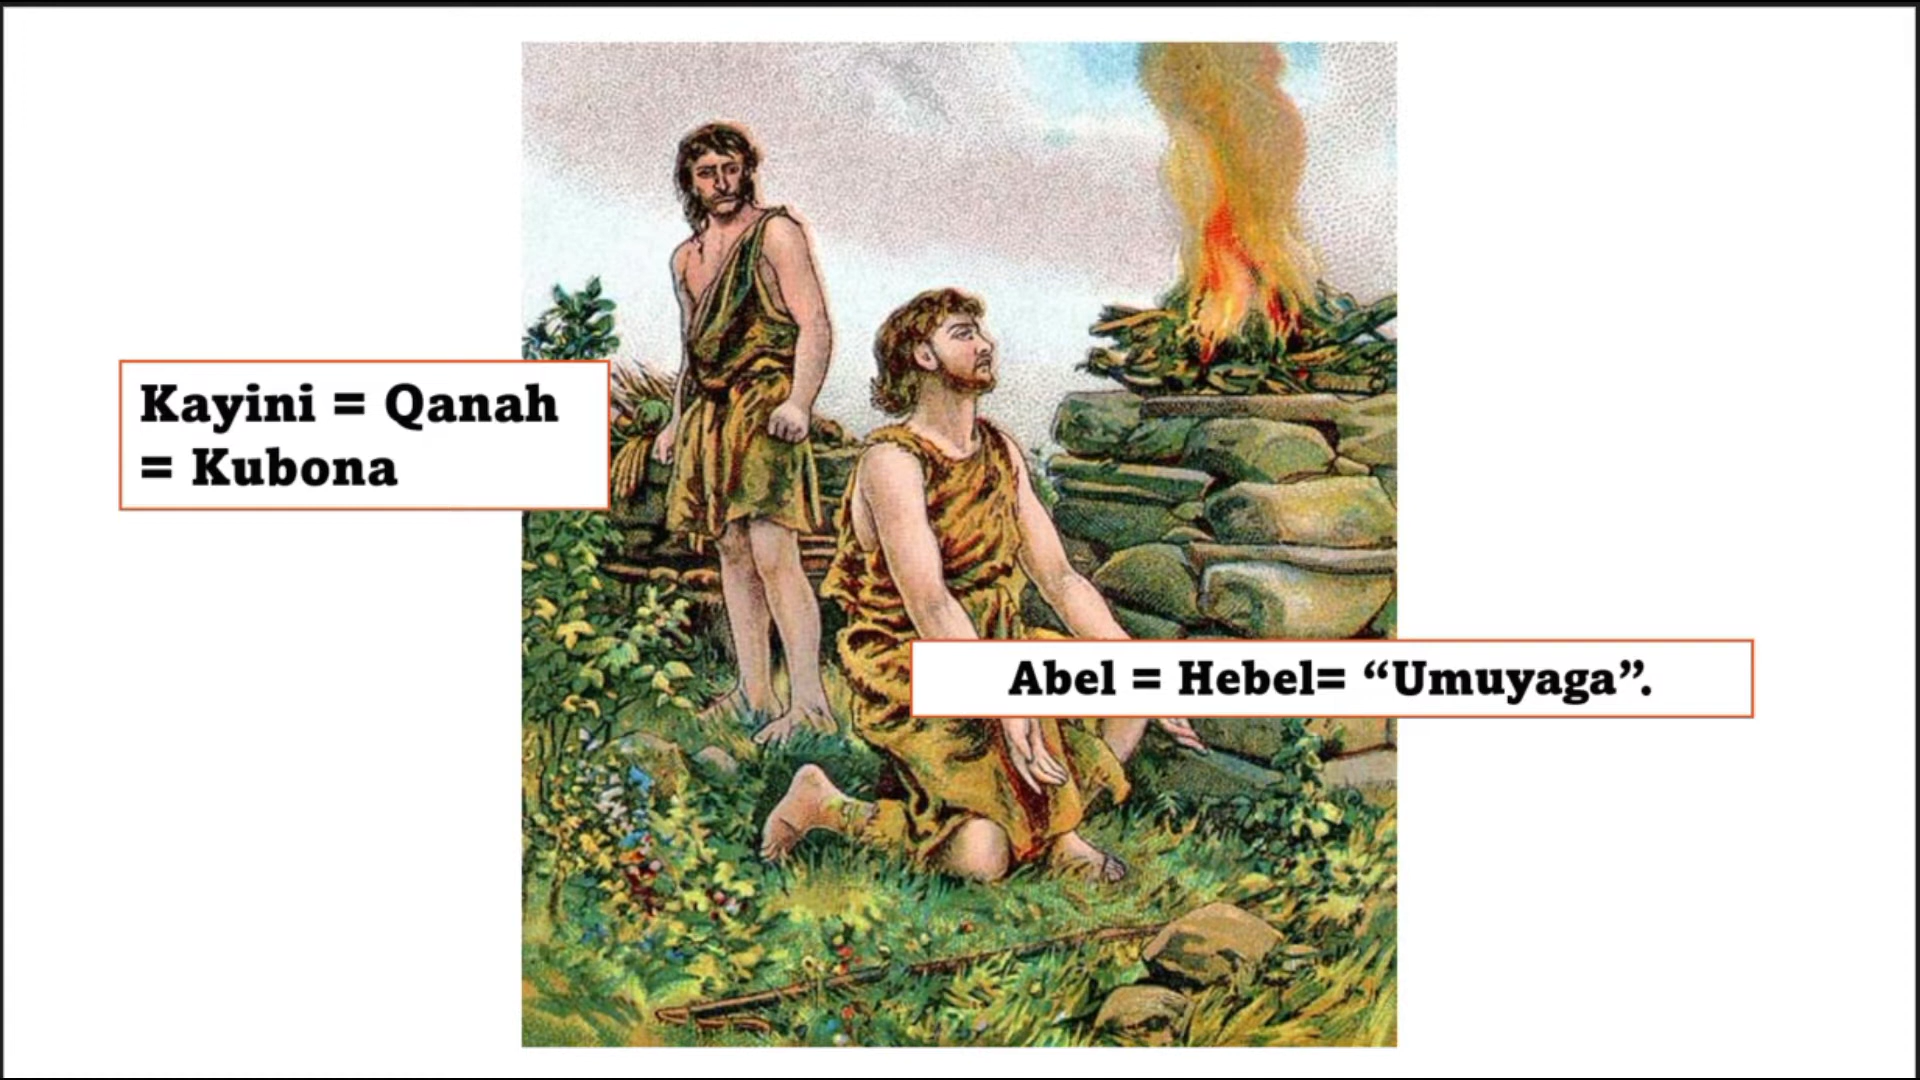 Kayini = Qanah
= Kubona
Abel = Hebel= “Umuyaga”.